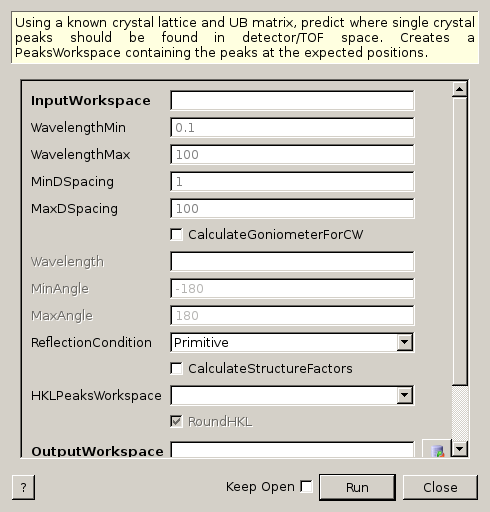 Using a known crystal lattice and UB matrix, predict where single crystal
peaks should be found in detector/TOF space. Creates a
PeaksWorkspace containing the peaks at the expected positions.
InputWorkspace
WavelengthMin 0.1
WavelengthMax 100
MinDSpacing 1
MaxDSpacing 100
CalculateGoniometerForCW
Wavelength
MinAngle -180
MaxAngle 180
ReflectionCondition Primitive
CalculateStructureFactors
HKLPeaksWorkspace
RoundHKL
OutputWorkspace
? Keep Open Run Close